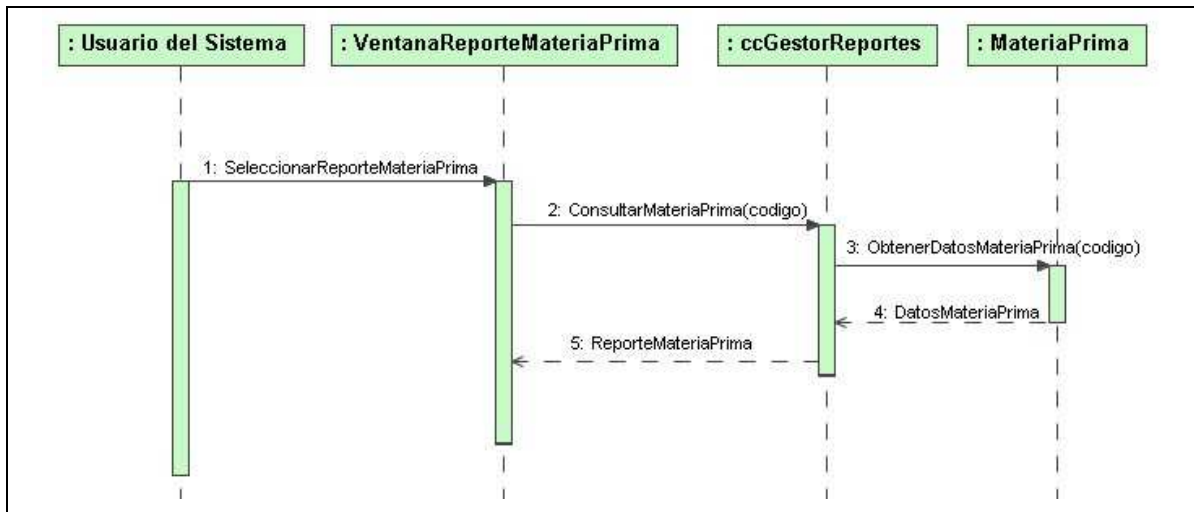 : Usuario del Sistema
: VentanaReporteMateriaPrima
: ccGestorReportes
: MateriaPrima
1: SeleccionarReporteMateriaPrima
2: ConsultarMateriaPrima(codigo)
3: ObtenerDatosMateriaPrima(codigo)
4: DatosMateriaPrima
5: ReporteMateriaPrima